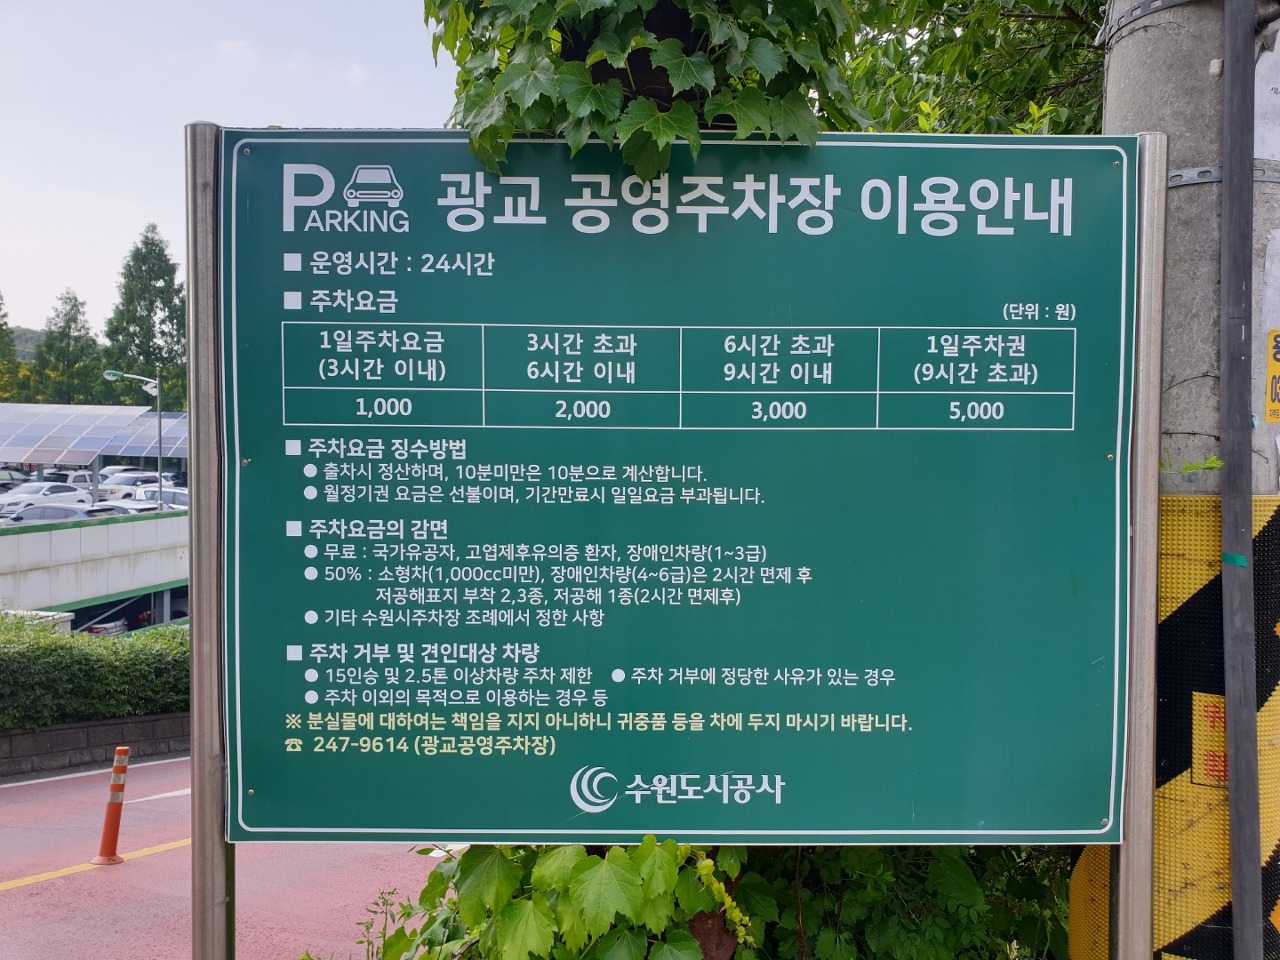 PARKING 광교 공영주차장 이용안내
■ 운영시간 : 24시간
■ 주차요금
(단위 : 원)
1일주차요금 (3시간 이내)
3시간 초과 6시간 이내
6시간 초과 9시간 이내
1일주차권 (9시간 초과)
1,000 2,000 3,000 5,000
■ 주차요금 징수방법
● 출차시 정산하며, 10분미만은 10분으로 계산합니다.
● 월정기권 요금은 선불이며, 기간만료시 일일요금 부과됩니다.
■ 주차요금의 감면
● 무료 : 국가유공자, 고엽제후유의증 환자, 장애인차량(1~3급)
● 50% : 소형차(1,000cc미만), 장애인차량(4~6급)은 2시간 면제 후
저공해표지 부착 2,3종, 저공해 1종(2시간 면제후)
● 기타 수원시주차장 조례에서 정한 사항
■ 주차 거부 및 견인대상 차량
● 15인승 및 2.5톤 이상차량 주차 제한 ● 주차 거부에 정당한 사유가 있는 경우
● 주차 이외의 목적으로 이용하는 경우 등
※ 분실물에 대하여는 책임을 지지 아니하니 귀중품 등을 차에 두지 마시기 바랍니다.
☎ 247-9614 (광교공영주차장)
수원도시공사